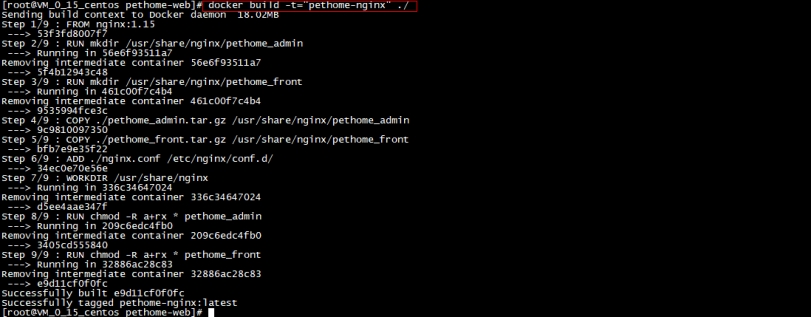 [root@VM_0_15_centos pethome-web]# docker build -t="pethome-nginx" ./
Sending build context to Docker daemon  18.02MB
Step 1/9 : FROM nginx:1.15
 ---> 53f3fd8007f7
Step 2/9 : RUN mkdir /usr/share/nginx/pethome_admin
 ---> Running in 56e6f93511a7
Removing intermediate container 56e6f93511a7
 ---> 5f4b12943c48
Step 3/9 : RUN mkdir /usr/share/nginx/pethome_front
 ---> Running in 461c00f7c4b4
Removing intermediate container 461c00f7c4b4
 ---> 9535994fce3c
Step 4/9 : COPY ./pethome_admin.tar.gz /usr/share/nginx/pethome_admin
 ---> 9c9810097350
Step 5/9 : COPY ./pethome_front.tar.gz /usr/share/nginx/pethome_front
 ---> bfb7e9e35f22
Step 6/9 : ADD ./nginx.conf /etc/nginx/conf.d/
 ---> 34ec0e70e56e
Step 7/9 : WORKDIR /usr/share/nginx
 ---> Running in 336c34647024
Removing intermediate container 336c34647024
 ---> d5ee4aae347f
Step 8/9 : RUN chmod -R a+rx * pethome_admin
 ---> Running in 209c6edc4fb0
Removing intermediate container 209c6edc4fb0
 ---> 3405cd555840
Step 9/9 : RUN chmod -R a+rx * pethome_front
 ---> Running in 32886ac28c83
Removing intermediate container 32886ac28c83
 ---> e9d11cf0f0fc
Successfully built e9d11cf0f0fc
Successfully tagged pethome-nginx:latest
[root@VM_0_15_centos pethome-web]#